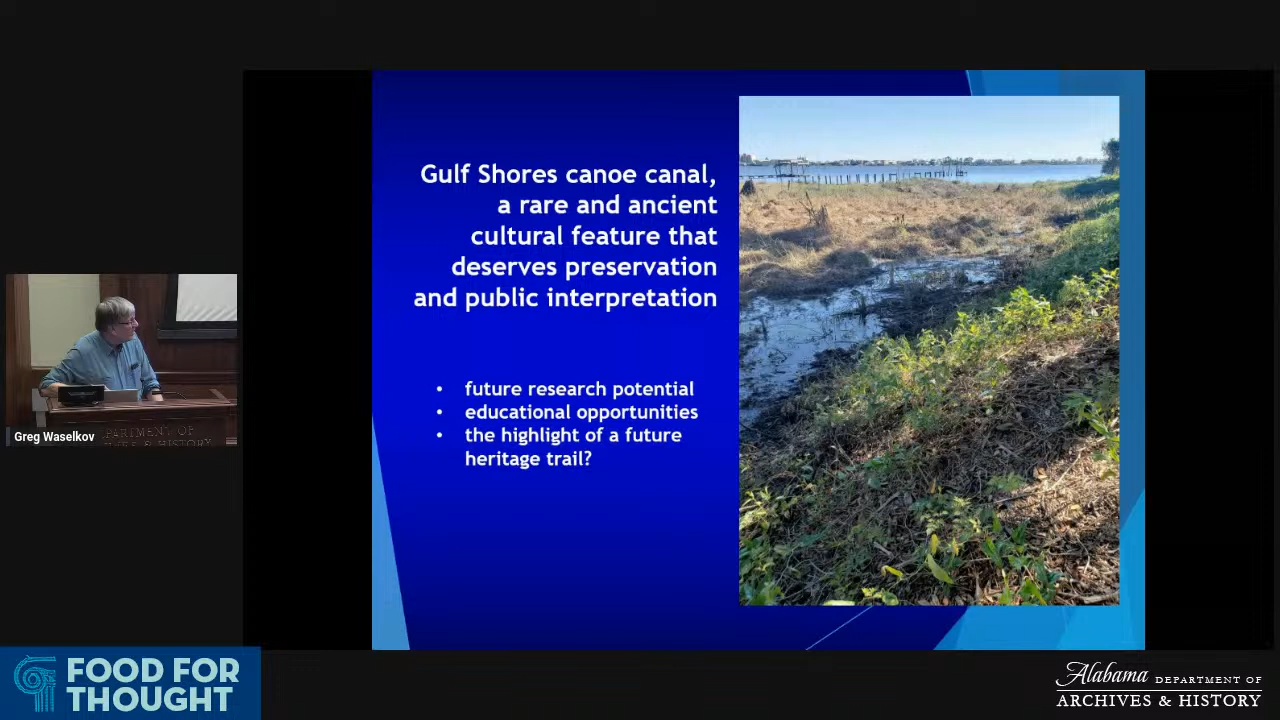 Gulf Shores canoe canal,
a rare and ancient
cultural feature that
deserves preservation
and public interpretation
• future research potential
• educational opportunities
• the highlight of a future
heritage trail?
Greg Waselkov
FOOD FOR
THOUGHT
Alabama DEPARTMENT OF
ARCHIVES & HISTORY